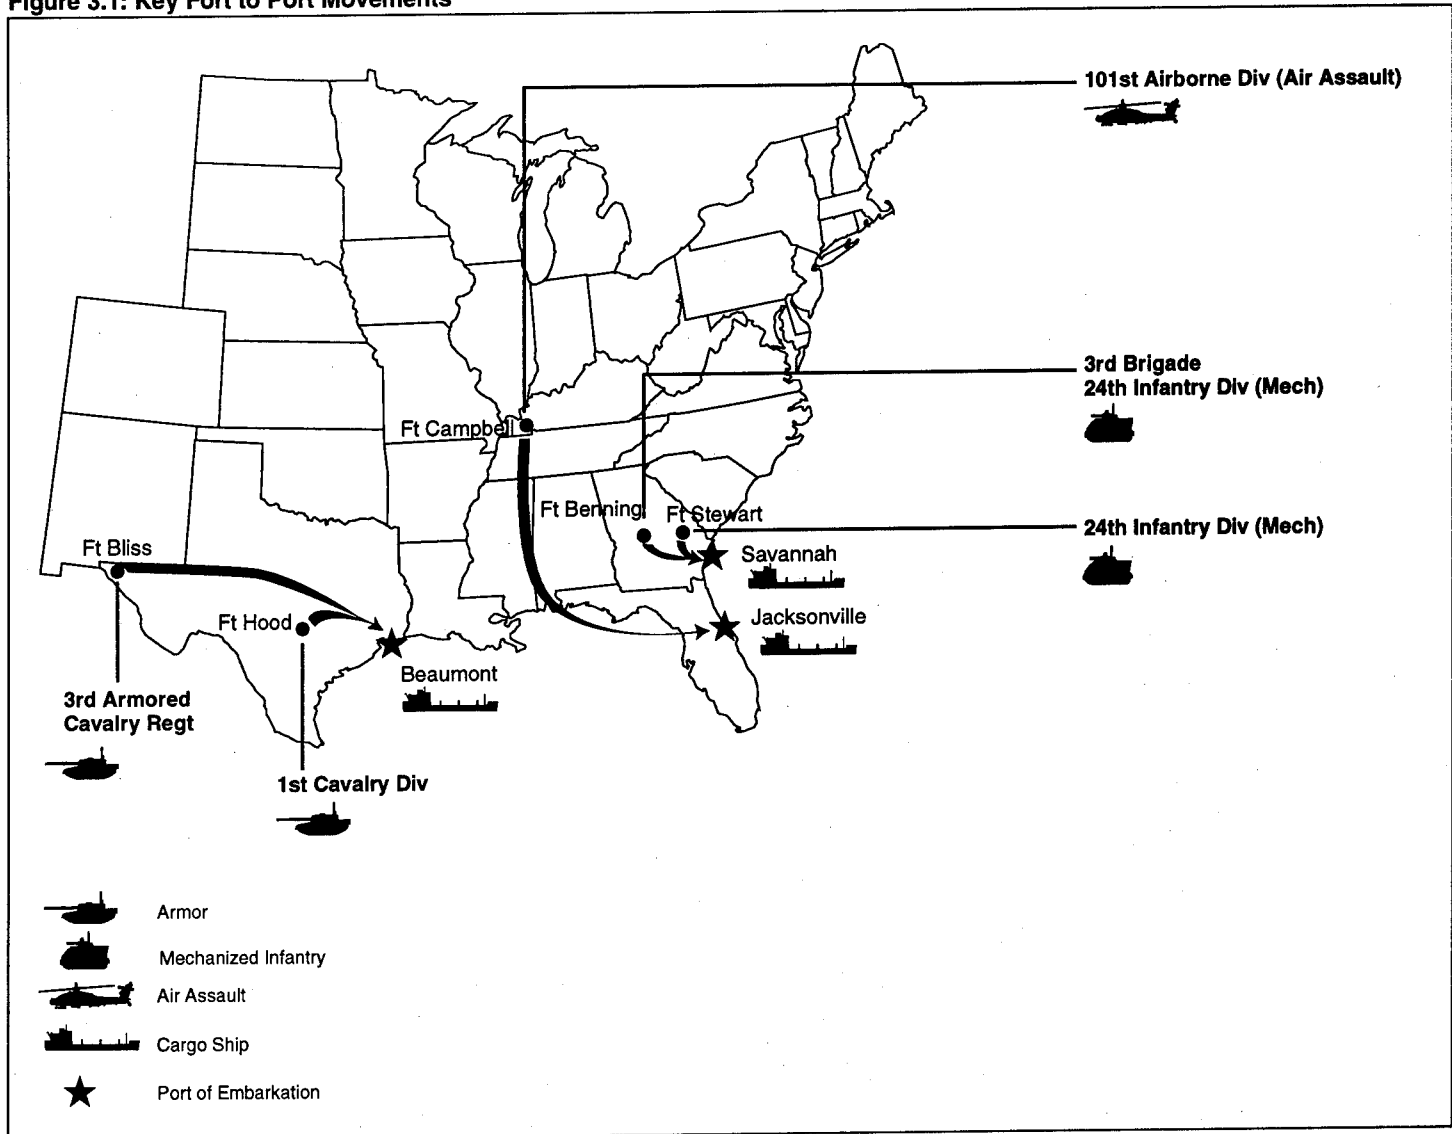 Figure 3.1: Key Fort to Port Movements
101st Airborne Div (Air Assault)
3rd Brigade
24th Infantry Div (Mech)
Ft Campbell
Ft Benning
Ft Stewart
24th Infantry Div (Mech)
Savannah
Ft Bliss
Ft Hood
Jacksonville
Beaumont
3rd Armored
Cavalry Regt
1st Cavalry Div
Armor
Mechanized Infantry
Air Assault
Cargo Ship
Port of Embarkation